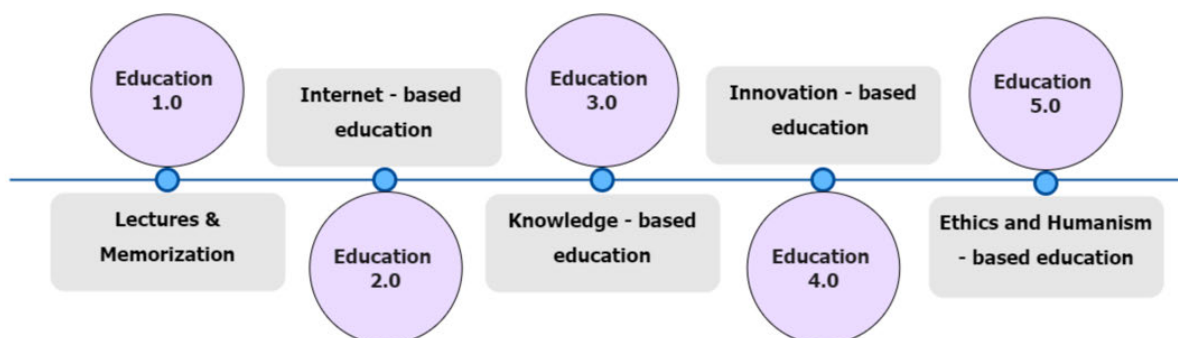 Education
1.0
Lectures &
Memorization
Internet - based
education
Education
2.0
Education
3.0
Knowledge - based
education
Innovation - based
education
Education
4.0
Education
5.0
Ethics and Humanism
- based education